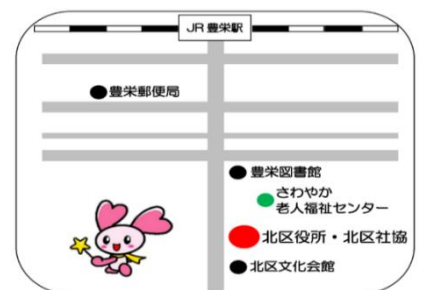 JR 豊栄駅
豊栄郵便局
豊栄図書館
さわやか
老人福祉センター
北区役所・北区社協
北区文化会館